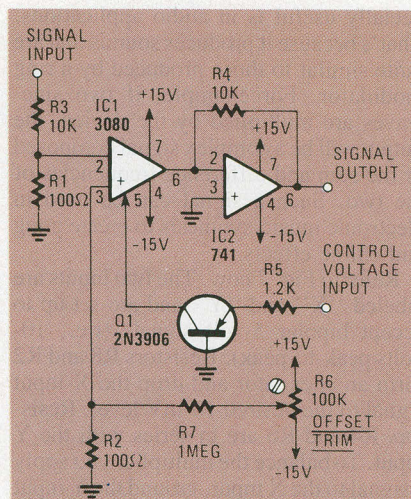 SIGNAL
INPUT
R3
10K
R1
100Ω
IC1
3080
+15V
7
2
-
+
3
5
4
6
-15V
R4
10K
+15V
7
2
-
+
3
4
6
-15V
IC2
741
SIGNAL
OUTPUT
CONTROL
VOLTAGE
INPUT
R5
1.2K
Q1
2N3906
+15V
R6
100K
OFFSET
TRIM
-15V
R7
1MEG
R2
100Ω